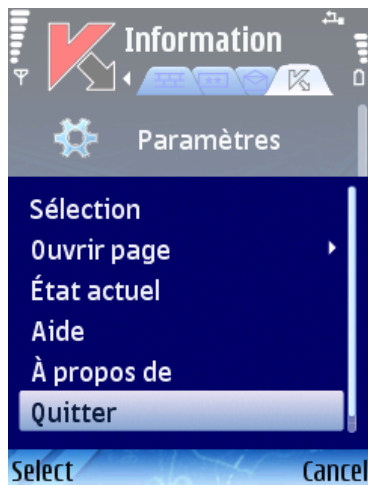 Information
Paramètres
Sélection
Ouvrir page
État actuel
Aide
À propos de
Quitter
Select Cancel